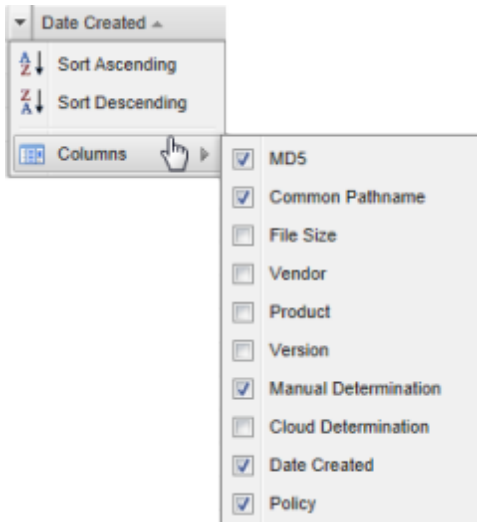 Date Created
Sort Ascending
Sort Descending
Columns
MD5
Common Pathname
File Size
Vendor
Product
Version
Manual Determination
Cloud Determination
Date Created
Policy